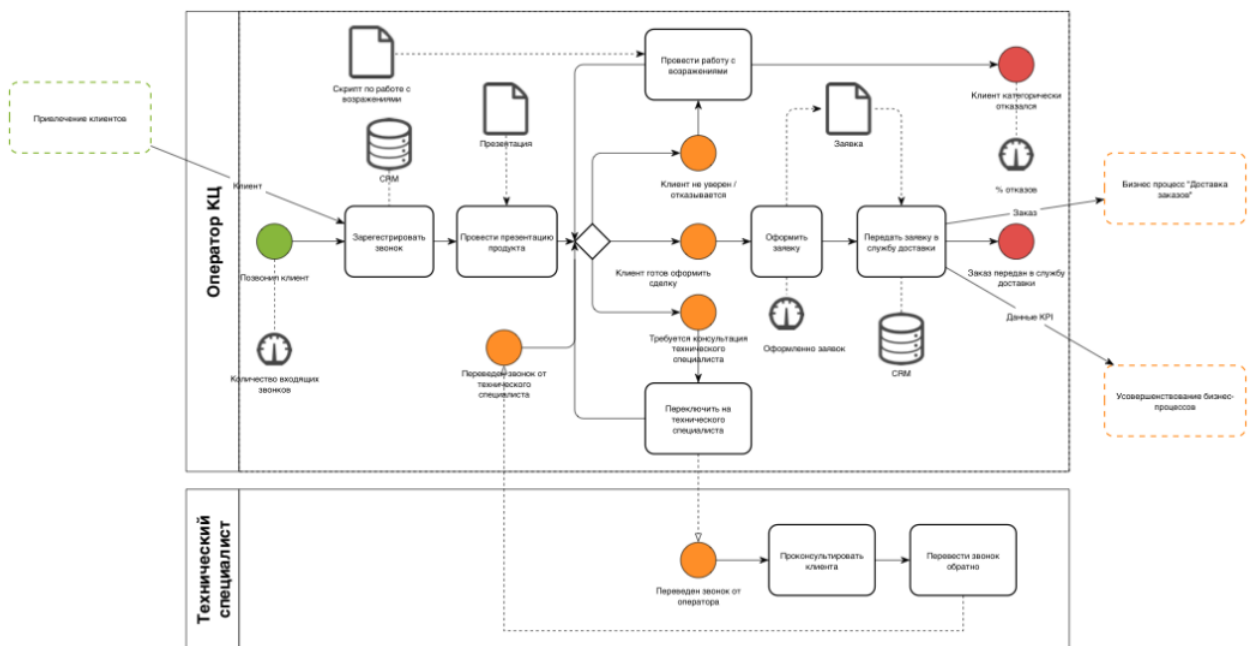 Оператор КЦ
Скрипт по работе с
возражениями
Провести работу с
возражениями
Клиент категорически
отказался
Привлечение клиентов
Презентация
Заявка
CRM
Клиент не уверен /
отказывается
% отказов
Бизнес процесс "Доставка
заказов"
Клиент
Заказ
Зарегестрировать
звонок
Провести презентацию
продукта
Оформить
заявку
Передать заявку в
службу доставки
Позвонил клиент
Клиент готов оформить
сделку
Заказ передан в службу
доставки
Данные KPI
Требуется консультация
технического
специалиста
Оформленно заявок
CRM
Количество входящих
звонков
Переведен звонок от
технического
специалиста
Переключить на
технического
специалиста
Усовершенствование бизнес-
процессов
Технический
специалист
Проконсультировать
клиента
Перевести звонок
обратно
Переведен звонок от
оператора